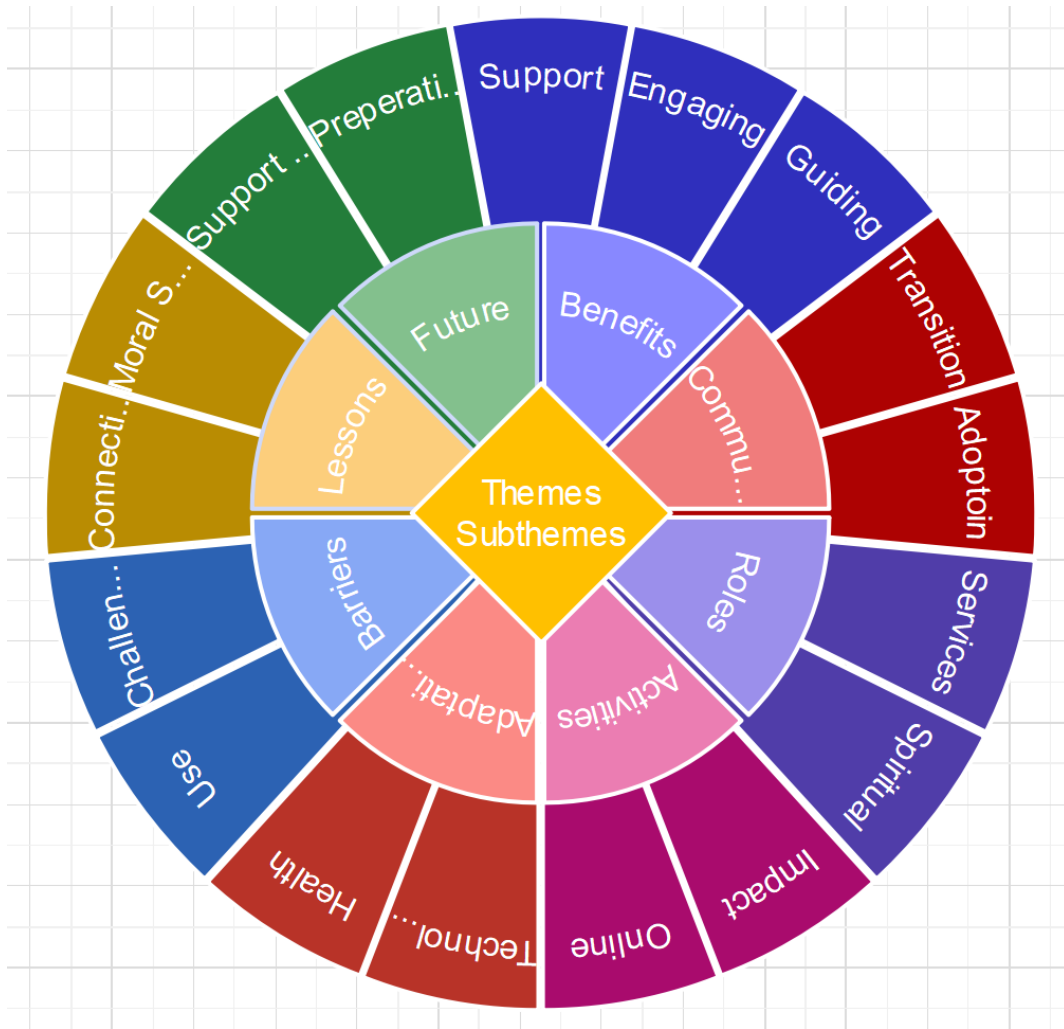 Themes
Subthemes
Benefits
Commu...
Roles
Activities
Adaptati...
Barriers
Lessons
Future
Support
Engaging
Guiding
Transition
Adoptoin
Services
Spiritual
Impact
Online
Technol...
Health
Use
Challen...
Connecti...
Moral S...
Support ...
Preperati...